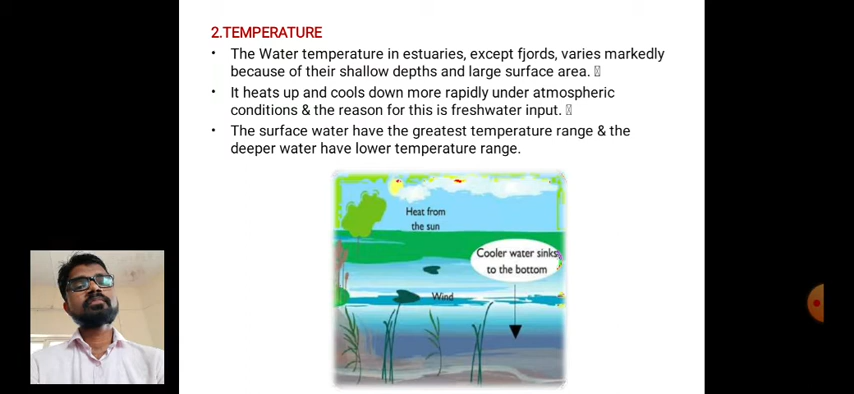 2.TEMPERATURE
• The Water temperature in estuaries, except fjords, varies markedly
because of their shallow depths and large surface area.
• It heats up and cools down more rapidly under atmospheric
conditions & the reason for this is freshwater input.
• The surface water have the greatest temperature range & the
deeper water have lower temperature range.
Heat from
the sun
Cooler water sinks
to the bottom
Wind